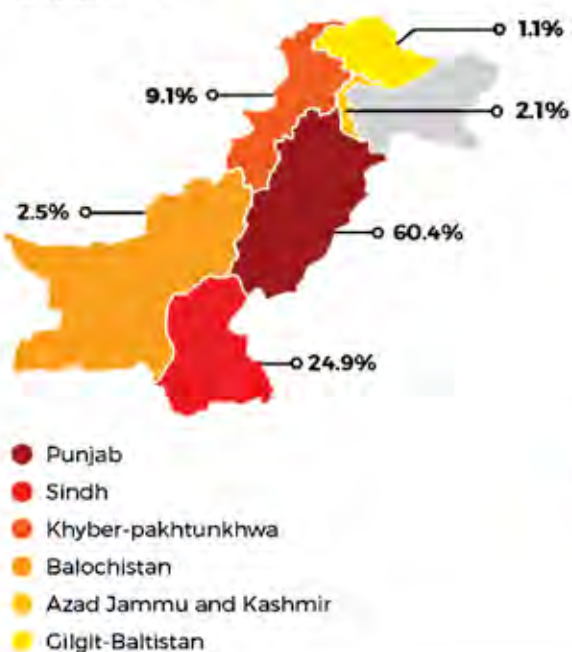 1.1%
9.1%
2.1%
2.5%
60.4%
24.9%
Punjab
Sindh
Khyber-pakhtunkhwa
Balochistan
Azad Jammu and Kashmir
Gilgit-Baltistan